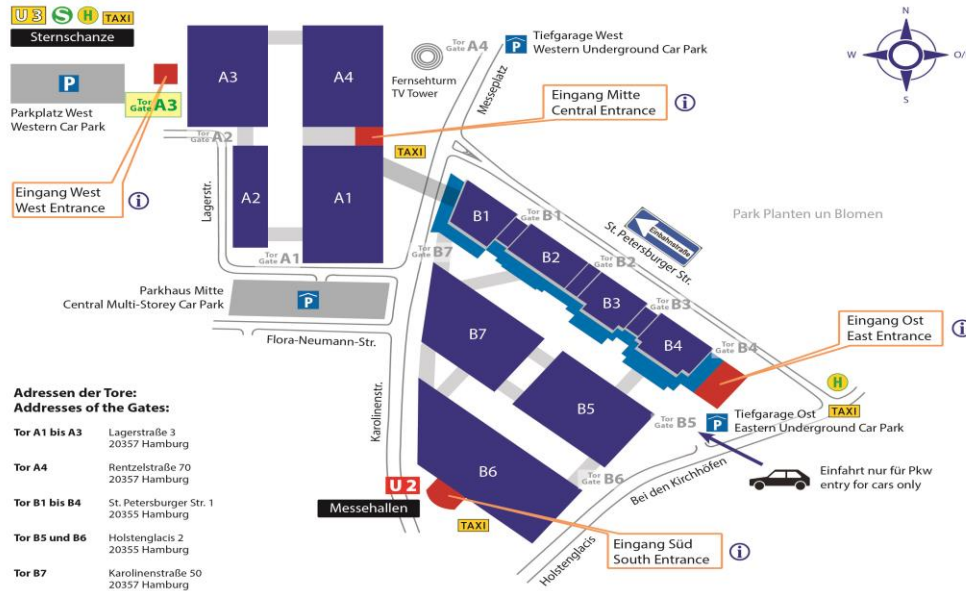 U3 S H TAXI
Sternschanze
P
Parkplatz West
Western Car Park
Tor
Gate A3
Eingang West
West Entrance
i
A3
A4
Tor
Gate A2
A2
A1
Lagerstr.
Tor
Gate A1
Fernsehturm
TV Tower
Tor
Gate A4
P
Tiefgarage West
Western Underground Car Park
Messeplatz
Eingang Mitte
Central Entrance
i
TAXI
N
W
O/
S
Parkhaus Mitte
Central Multi-Storey Car Park
P
Flora-Neumann-Str.
Karolinenstr.
Tor
Gate B7
B1
Tor
Gate B1
B2
Tor
Gate B2
B3
Tor
Gate B3
B4
Tor
Gate B4
Einbahnstraße
St. Petersburger Str.
Park Planten un Blomen
Eingang Ost
East Entrance
i
H
TAXI
B7
B5
B6
Tor
Gate B5
P
Tiefgarage Ost
Eastern Underground Car Park
Tor
Gate B6
Bei den Kirchhöfen
Einfahrt nur für Pkw
entry for cars only
U2
Messehallen
TAXI
Holstenglacis
Eingang Süd
South Entrance
i
Adressen der Tore:
Addresses of the Gates:
Tor A1 bis A3 Lagerstraße 3
20357 Hamburg
Tor A4 Rentzelstraße 70
20357 Hamburg
Tor B1 bis B4 St. Petersburger Str. 1
20355 Hamburg
Tor B5 und B6 Holstenglacis 2
20355 Hamburg
Tor B7 Karolinenstraße 50
20357 Hamburg